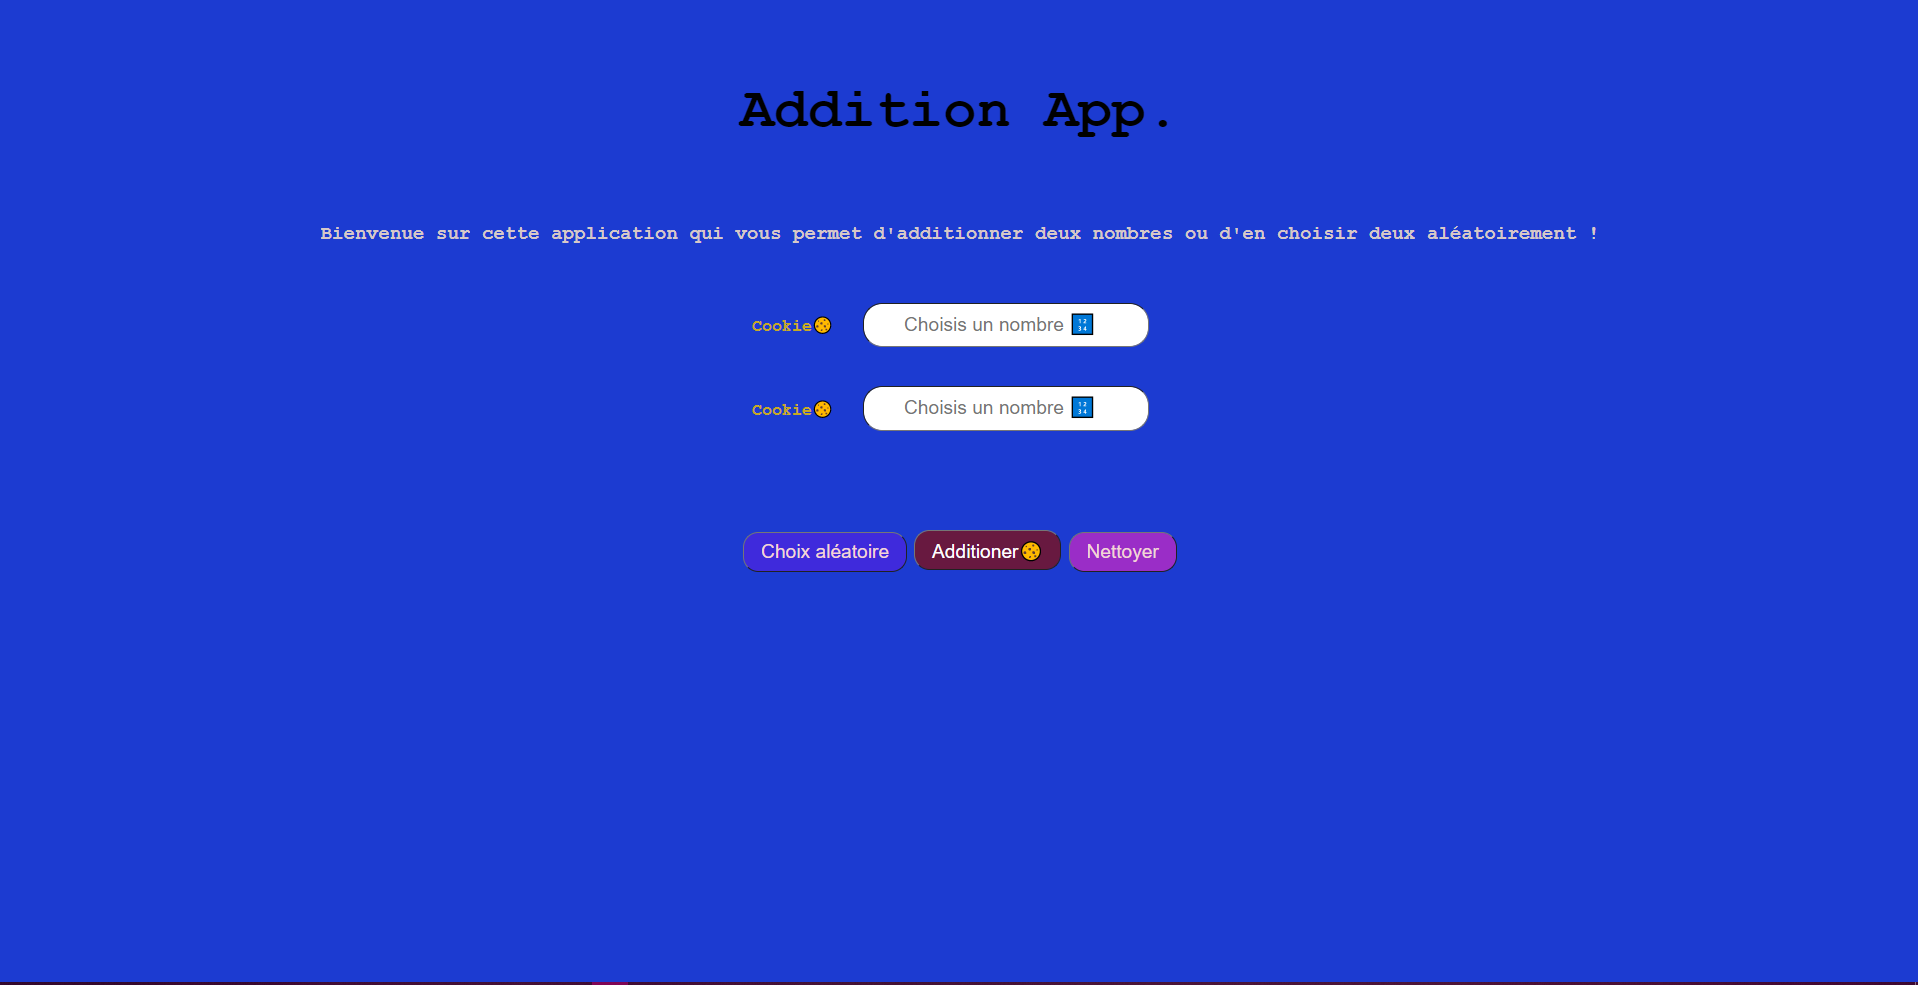 Addition App.
Bienvenue sur cette application qui vous permet d'additionner deux nombres ou d'en choisir deux aléatoirement !
Cookie🍪 Choisis un nombre 🔢
Cookie🍪 Choisis un nombre 🔢
Choix aléatoire Additioner🍪 Nettoyer